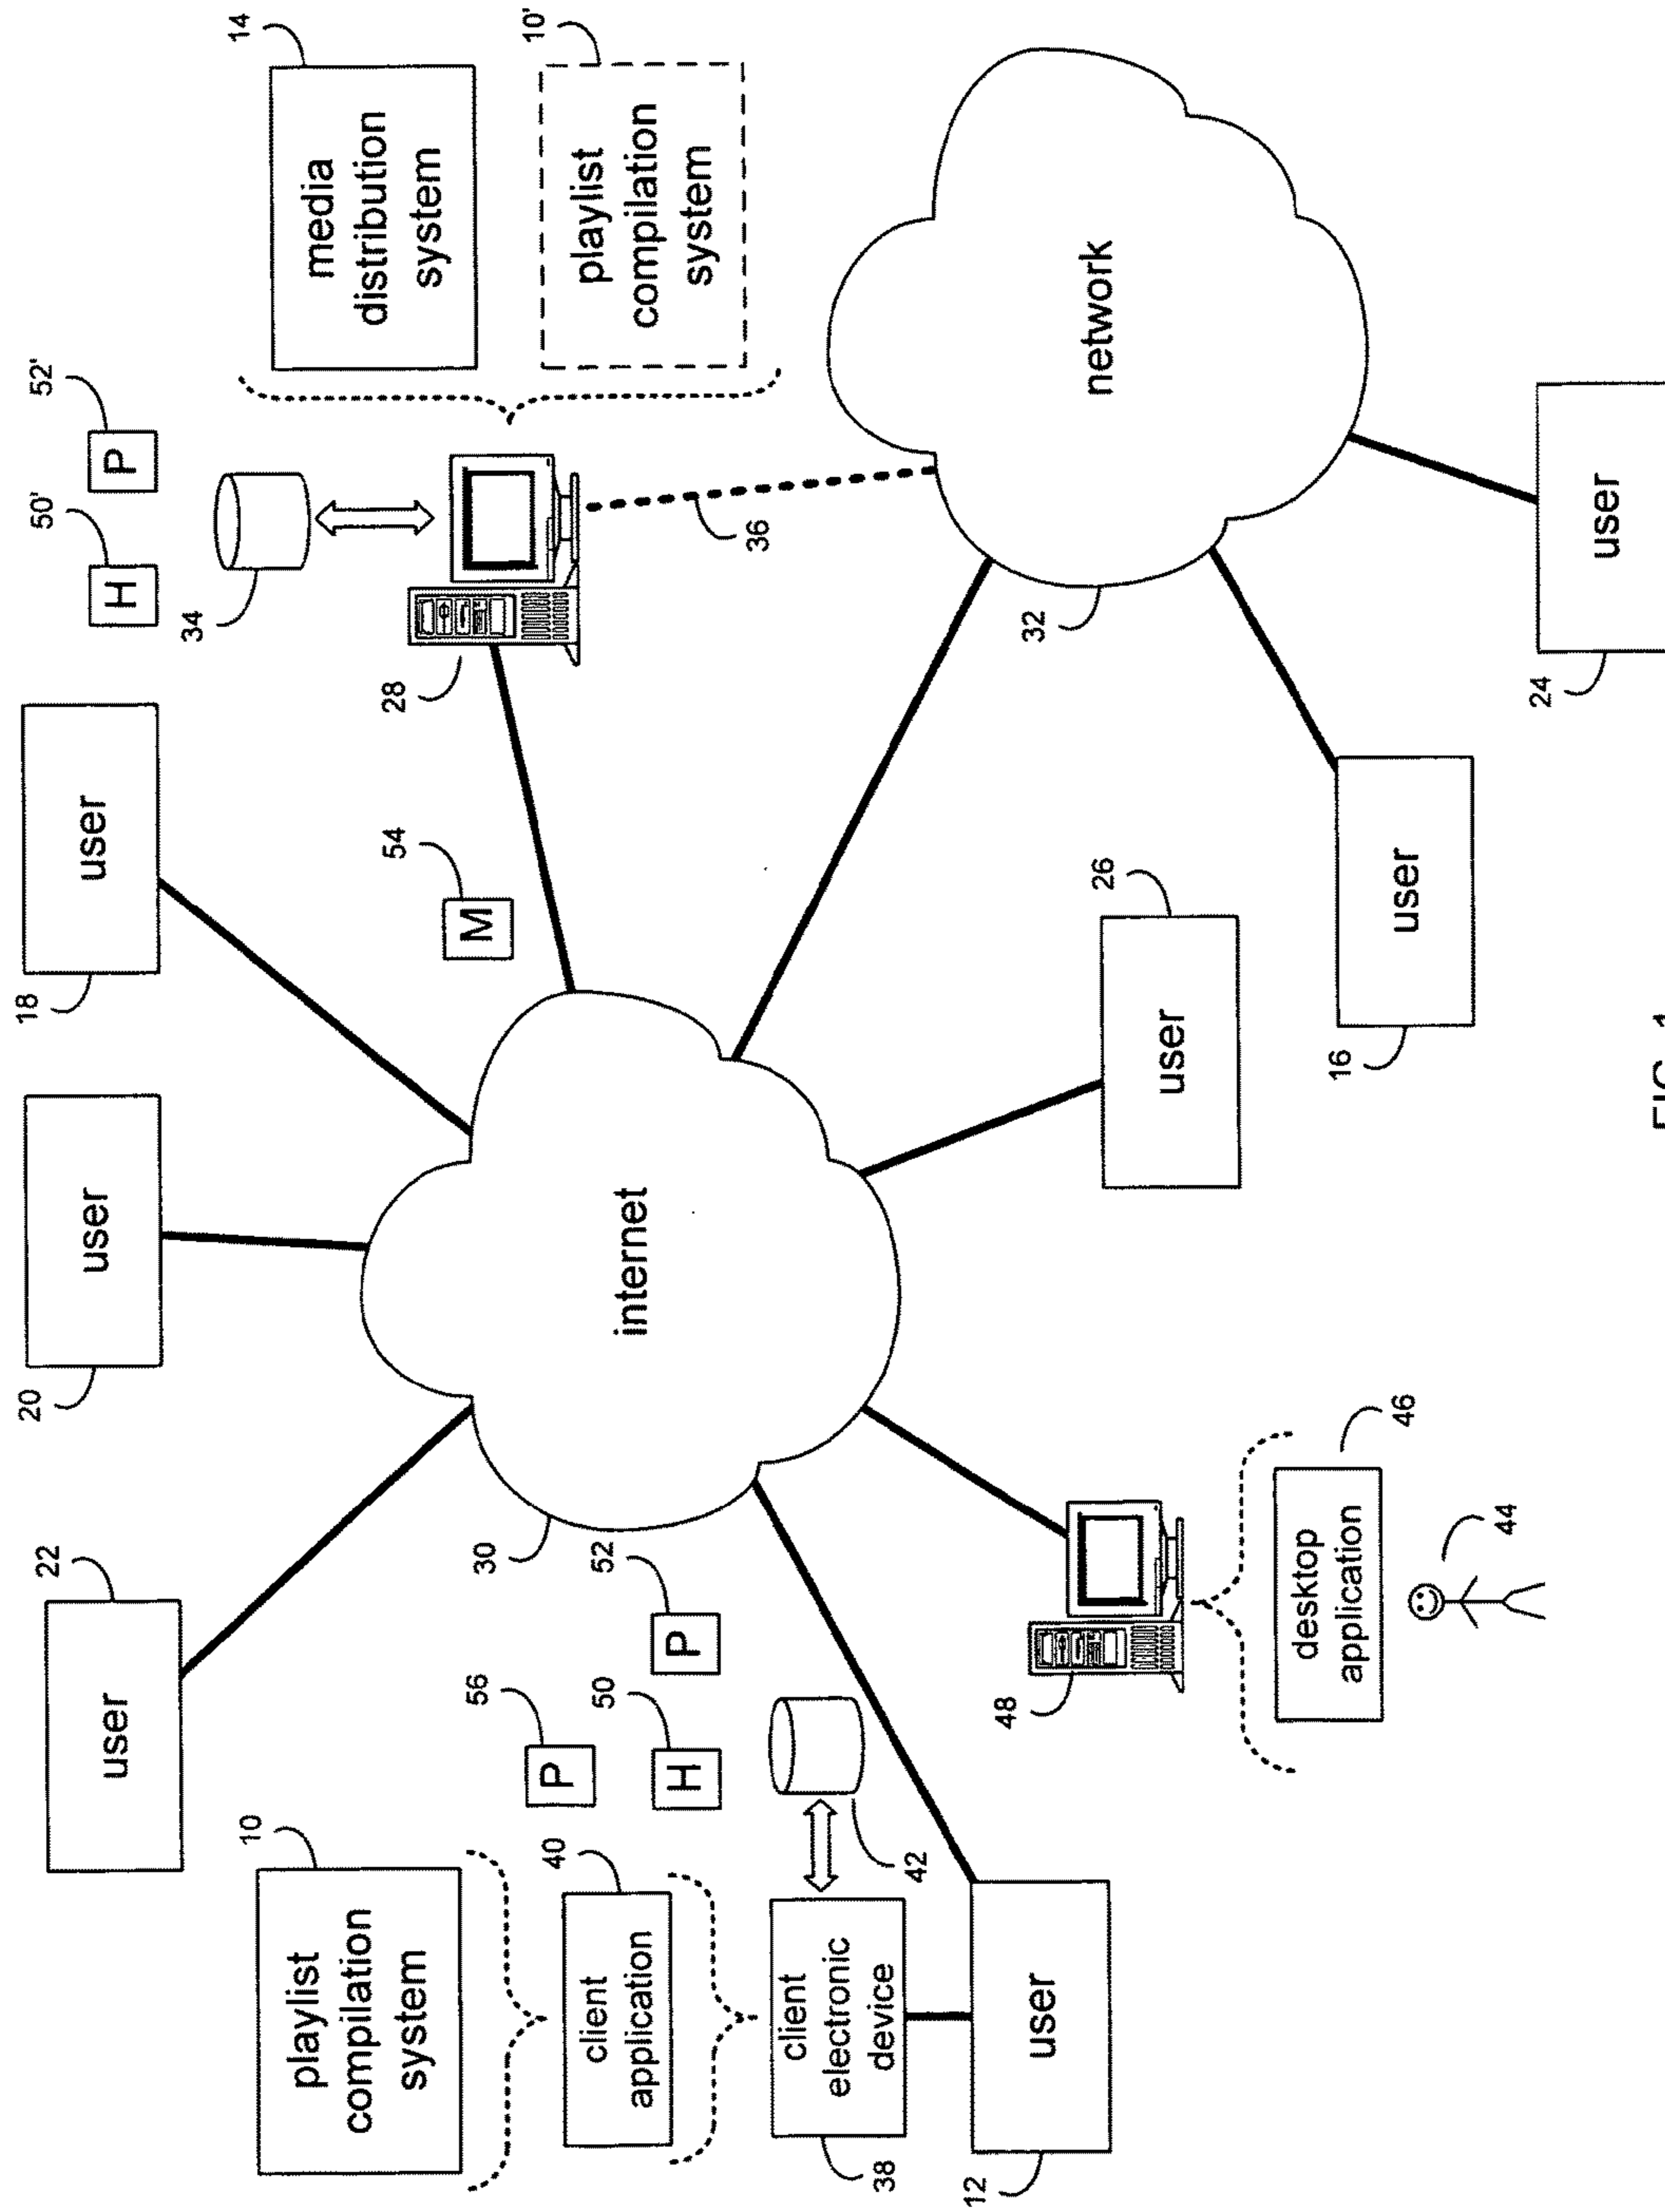 22
20
18
50'
52'
user
user
user
H
P
34
14
10
playlist
compilation
system
media
distribution
system
28
54
M
10'
playlist
compilation
system
56
P
40
client
application
30
50
52
H
P
internet
36
38
client
electronic
device
42
12
user
48
32
network
26
user
desktop
application
46
44
16
user
24
user
FIG. 1